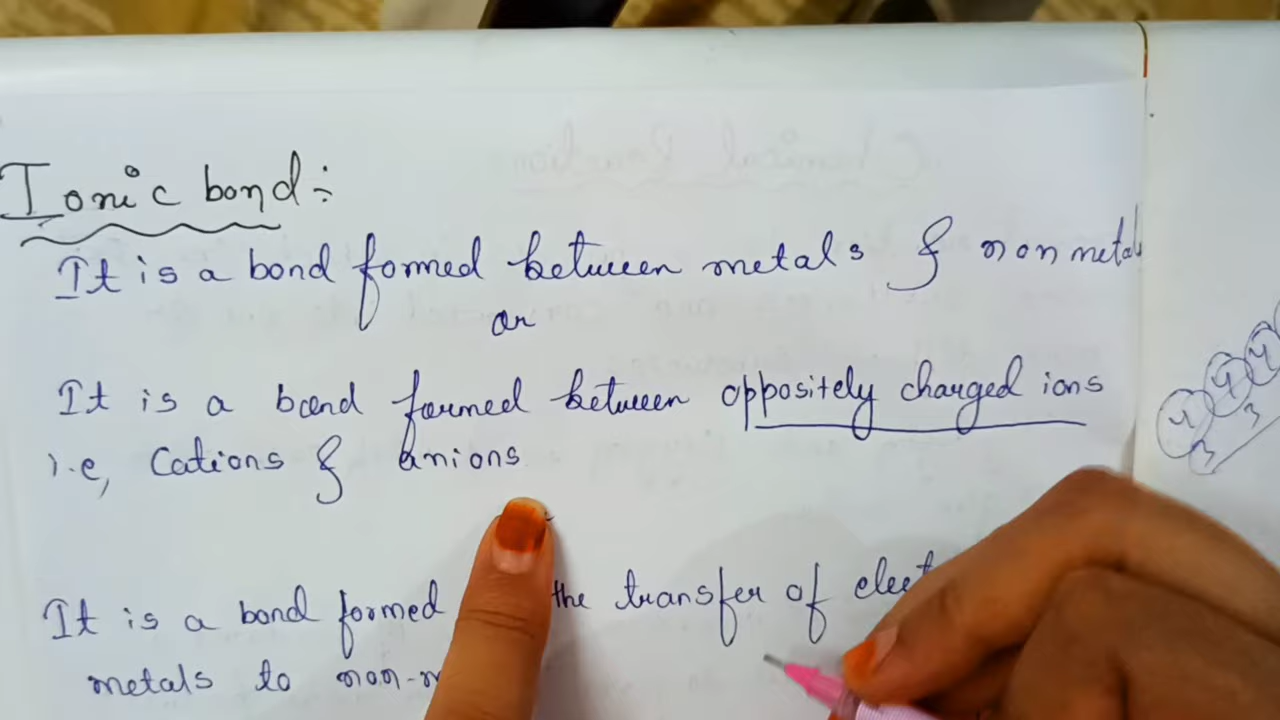 Ionic bond :-
It is a bond formed between metals & non metals
or
It is a bond formed between oppositely charged ions
i.e, Cations & Anions
It is a bond formed the transfer of
metals to